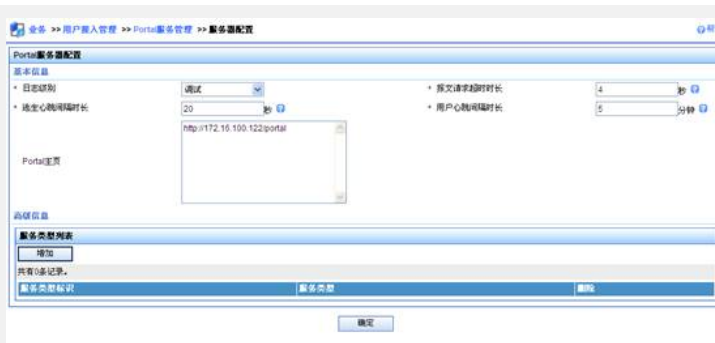 业务 >> 用户接入管理 >> Portal服务管理 >> 服务器配置
Portal服务器配置
基本信息
* 日志级别 调试 * 报文请求超时时长 4 秒
* 逃生心跳间隔时长 20 秒 * 用户心跳间隔时长 5 分钟
Portal主页 http://172.16.100.122/portal
高级信息
服务类型列表
增加
共有0条记录。
服务类型标识 服务类型 删除
确定